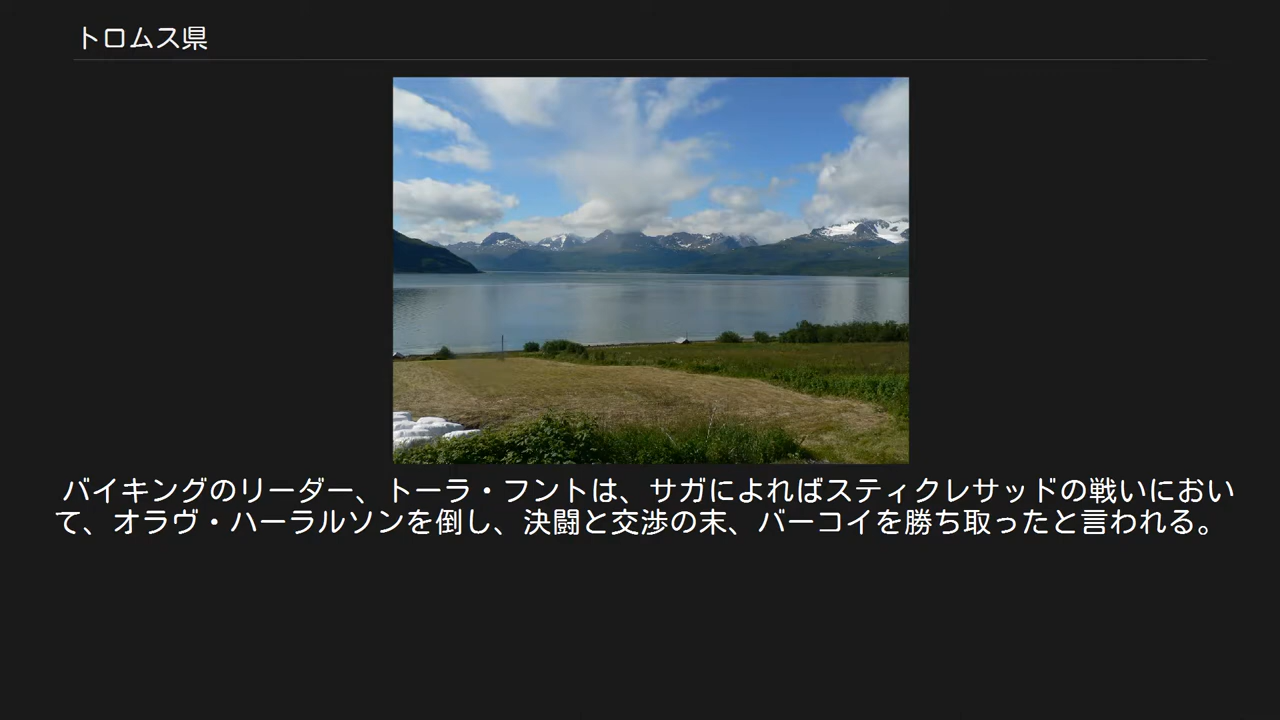 トロムス県
バイキングのリーダー、トーラ・フントは、サガによればスティクレサッドの戦いにおい
て、オラヴ・ハーラルソンを倒し、決闘と交渉の末、バーコイを勝ち取ったと言われる。